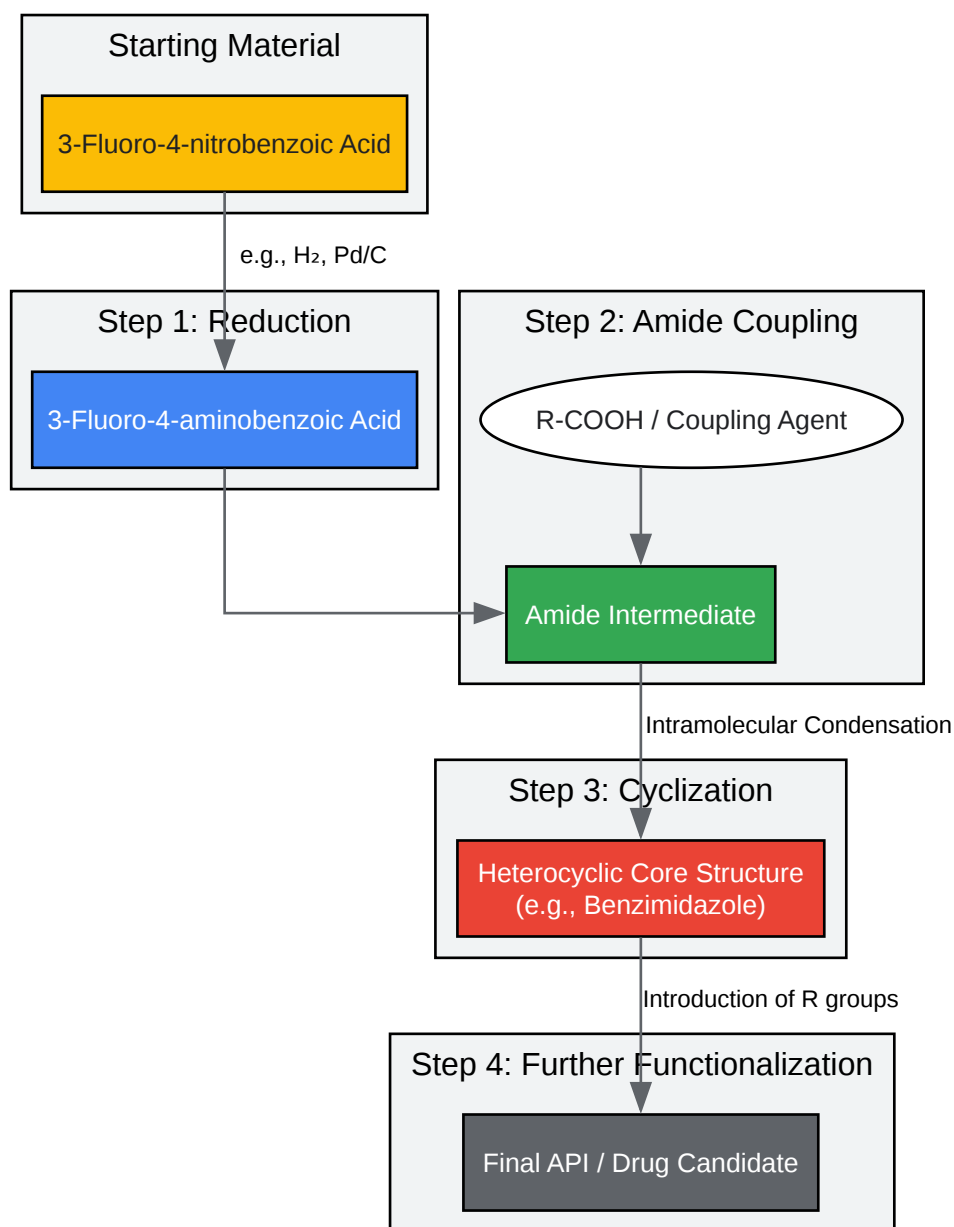 Starting Material
3-Fluoro-4-nitrobenzoic Acid
e.g., H₂, Pd/C
Step 1: Reduction
3-Fluoro-4-aminobenzoic Acid
Step 2: Amide Coupling
R-COOH / Coupling Agent
Amide Intermediate
Intramolecular Condensation
Step 3: Cyclization
Heterocyclic Core Structure
(e.g., Benzimidazole)
Introduction of R groups
Step 4: Further Functionalization
Final API / Drug Candidate